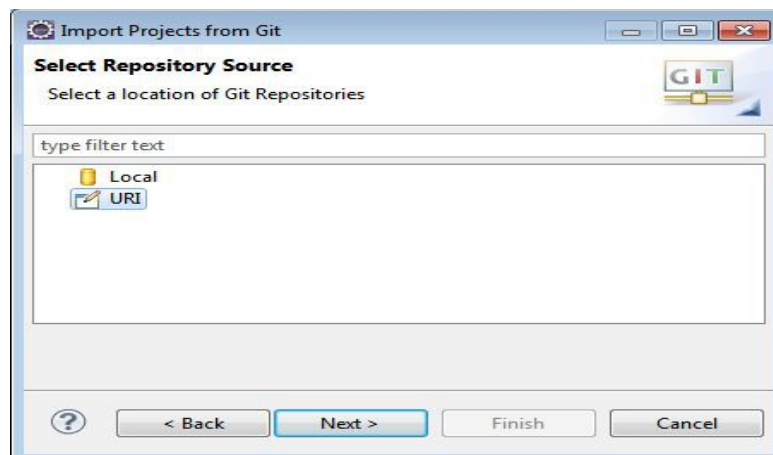 Import Projects from Git
Select Repository Source
Select a location of Git Repositories
GIT
type filter text
Local
URI
?
< Back
Next >
Finish
Cancel